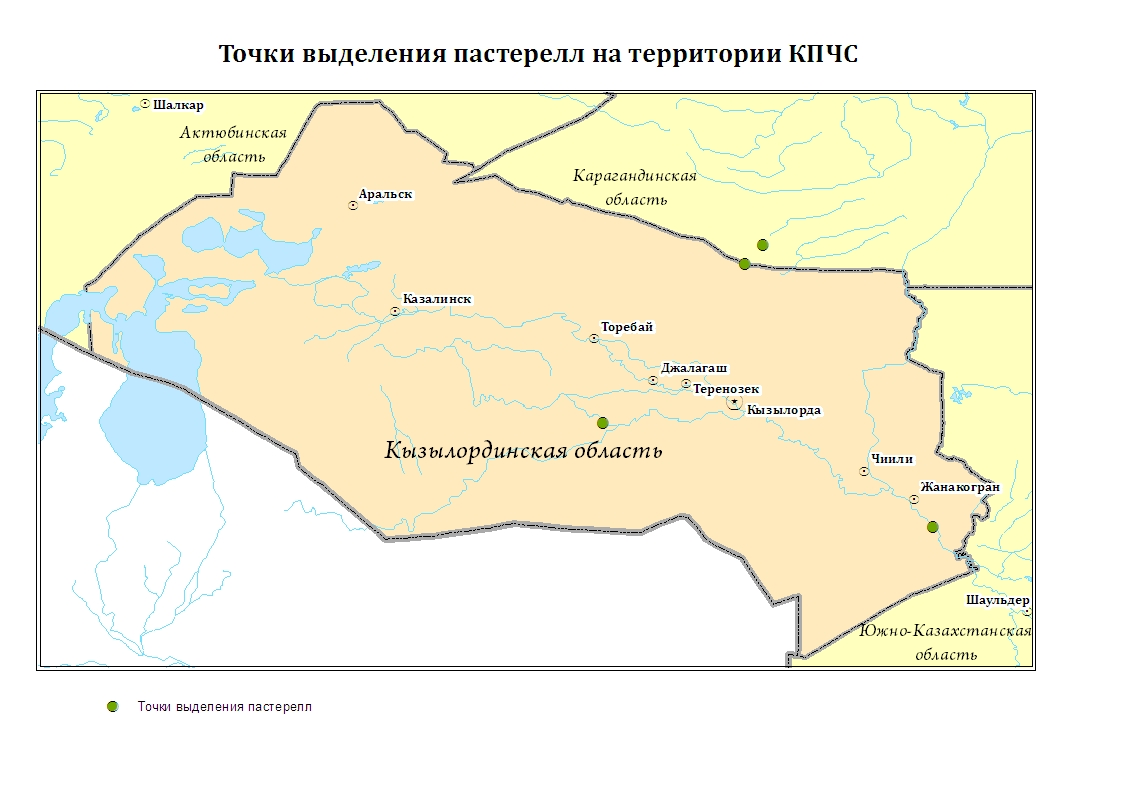 Точки выделения пастерелл на территории КПЧС
Шалкар
Актюбинская
область
Карагандинская
область
Аральск
Казалинск
Торебай
Джалагаш
Теренозек
Кызылорда
Кызылординская область
Чиили
Жанакогран
Шаульдер
Южно-Казахстанская
область
Точки выделения пастерелл